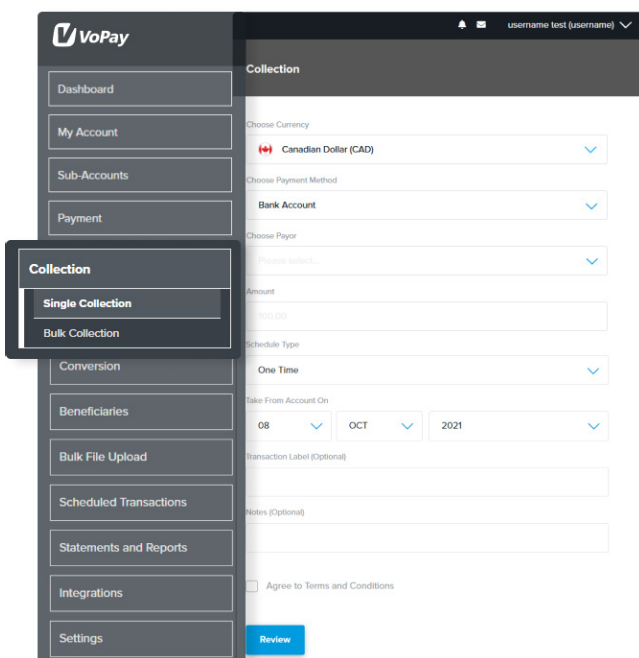 VoPay
username test (username)
Collection
Dashboard
My Account
Sub-Accounts
Payment
Collection
Single Collection
Bulk Collection
Conversion
Beneficiaries
Bulk File Upload
Scheduled Transactions
Statements and Reports
Integrations
Settings
Choose Currency
Canadian Dollar (CAD)
Choose Payment Method
Bank Account
Choose Payor
Please select...
Amount
100.00
Schedule Type
One Time
Take From Account On
08 OCT 2021
Transaction Label (Optional)
Notes (Optional)
Agree to Terms and Conditions
Review